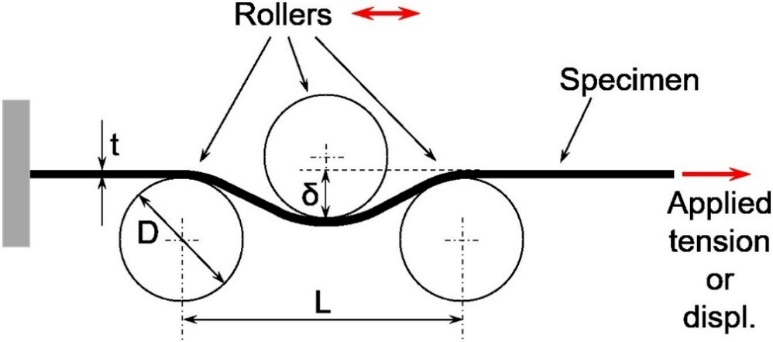 Rollers
Specimen
t
δ
D
L
Applied
tension
or
displ.